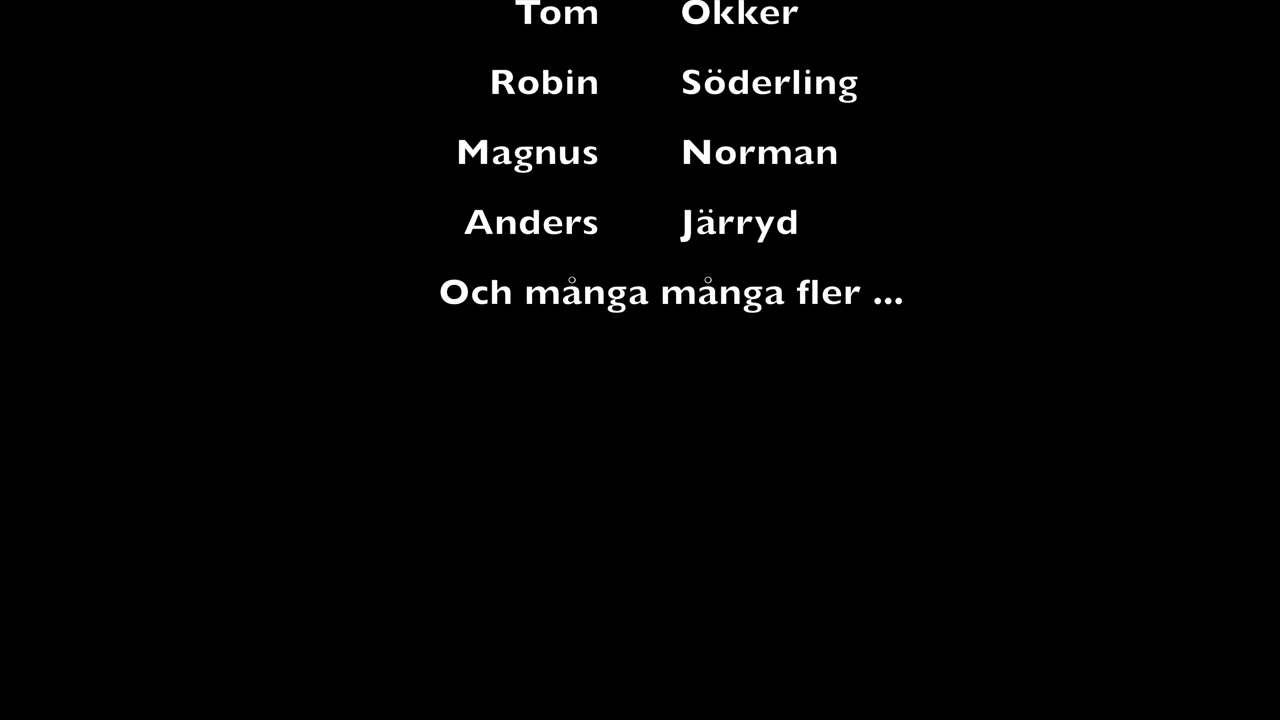 Tom Okker
Robin Söderling
Magnus Norman
Anders Järryd
Och många många fler ...